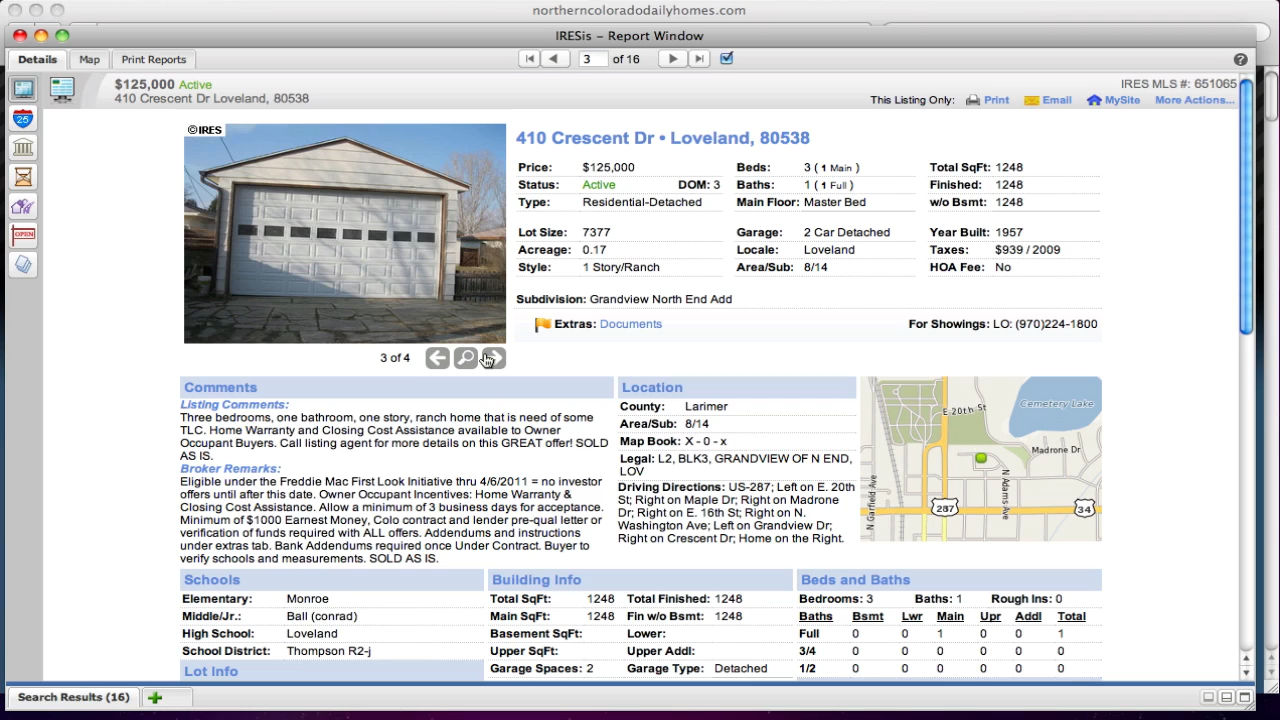 northerncoloradodailyhomes.com
IRESis – Report Window
Details Map Print Reports 3 of 16 ?
$125,000 Active IRES MLS #: 651065
410 Crescent Dr Loveland, 80538 This Listing Only: Print Email MySite More Actions...
25
OPEN
©IRES
410 Crescent Dr • Loveland, 80538
Price: $125,000 Beds: 3 ( 1 Main ) Total SqFt: 1248
Status: Active DOM: 3 Baths: 1 ( 1 Full ) Finished: 1248
Type: Residential-Detached Main Floor: Master Bed w/o Bsmt: 1248
Lot Size: 7377 Garage: 2 Car Detached Year Built: 1957
Acreage: 0.17 Locale: Loveland Taxes: $939 / 2009
Style: 1 Story/Ranch Area/Sub: 8/14 HOA Fee: No
Subdivision: Grandview North End Add
Extras: Documents For Showings: LO: (970)224-1800
3 of 4
Comments
Listing Comments:
Three bedrooms, one bathroom, one story, ranch home that is need of some
TLC. Home Warranty and Closing Cost Assistance available to Owner
Occupant Buyers. Call listing agent for more details on this GREAT offer! SOLD
AS IS.
Broker Remarks:
Eligible under the Freddie Mac First Look Initiative thru 4/6/2011 = no investor
offers until after this date. Owner Occupant Incentives: Home Warranty &
Closing Cost Assistance. Allow a minimum of 3 business days for acceptance.
Minimum of $1000 Earnest Money, Colo contract and lender pre-qual letter or
verification of funds required with ALL offers. Addendums and instructions
under extras tab. Bank Addendums required once Under Contract. Buyer to
verify schools and measurements. SOLD AS IS.
Location
County: Larimer
Area/Sub: 8/14
Map Book: X - 0 - x
Legal: L2, BLK3, GRANDVIEW OF N END,
LOV
Driving Directions: US-287; Left on E. 20th
St; Right on Maple Dr; Right on Madrone
Dr; Right on E. 16th St; Right on N.
Washington Ave; Left on Grandview Dr;
Right on Crescent Dr; Home on the Right.
Cemetery Lake
E 20th St
Madrone Dr
N Garfield Ave
N Adams Ave
287
34
Schools
Elementary: Monroe
Middle/Jr.: Ball (conrad)
High School: Loveland
School District: Thompson R2-j
Lot Info
Building Info
Total SqFt: 1248 Total Finished: 1248
Main SqFt: 1248 Fin w/o Bsmt: 1248
Basement SqFt: Lower:
Upper SqFt: Upper Addl:
Garage Spaces: 2 Garage Type: Detached
Beds and Baths
Bedrooms: 3 Baths: 1 Rough Ins: 0
Baths Bsmt Lwr Main Upr Addl Total
Full 0 0 1 0 0 1
3/4 0 0 0 0 0 0
1/2 0 0 0 0 0 0
Search Results (16)